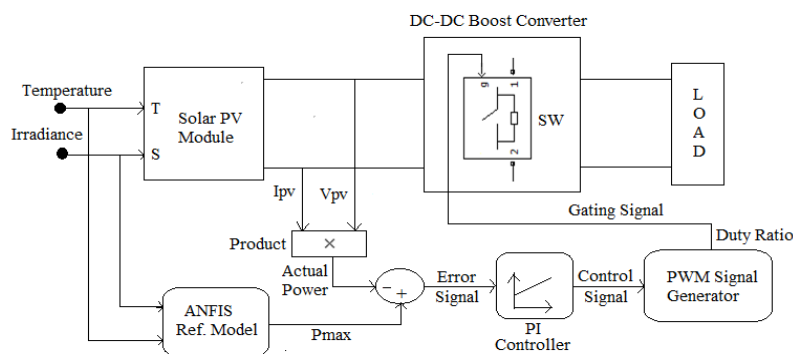 DC-DC Boost Converter
Temperature
T
Solar PV
Module
Irradiance
S
g
1
2
SW
L
O
A
D
Ipv
Vpv
Gating Signal
Duty Ratio
Product
×
Actual
Power
-
+
Error
Signal
PI
Controller
Control
Signal
PWM Signal
Generator
ANFIS
Ref. Model
Pmax